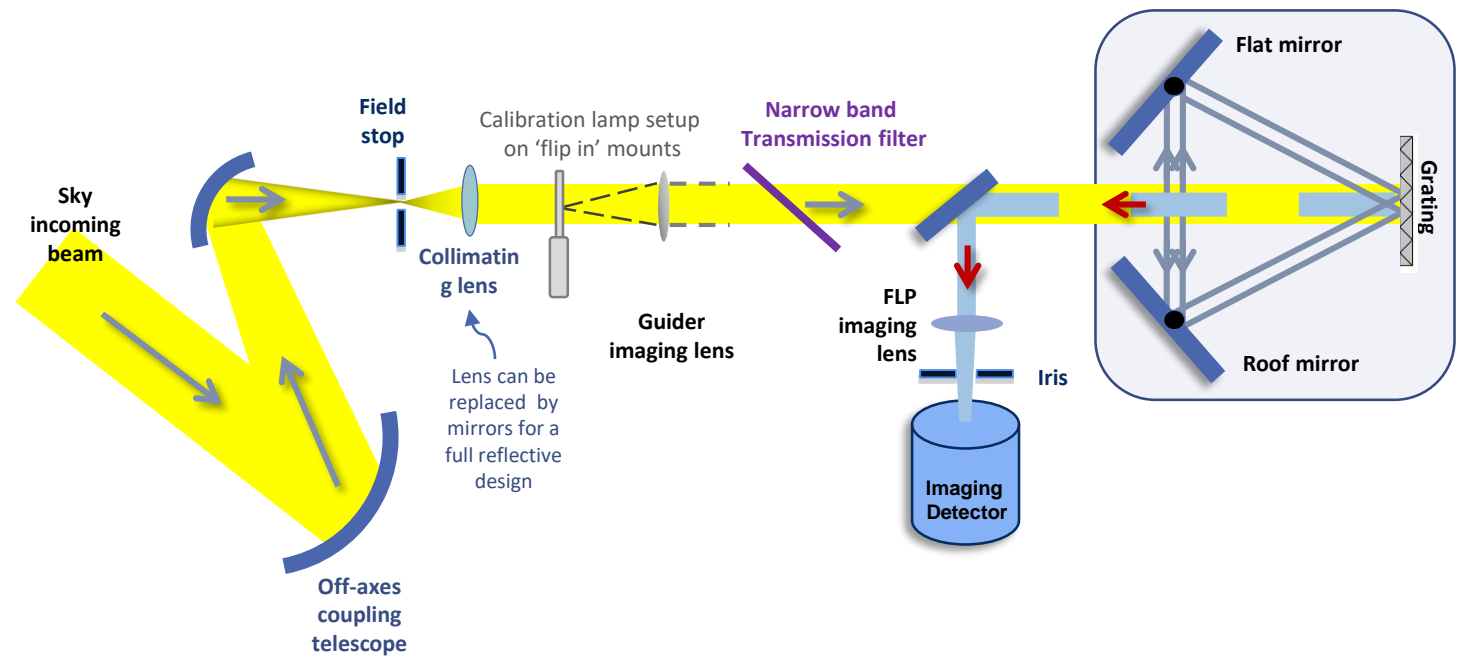 Sky
incoming
beam
Field
stop
Collimatin
g lens
Lens can be
replaced by
mirrors for a
full reflective
design
Off-axes
coupling
telescope
Calibration lamp setup
on ‘flip in’ mounts
Guider
imaging lens
Narrow band
Transmission filter
FLP
imaging
lens
Iris
Imaging
Detector
Flat mirror
Grating
Roof mirror